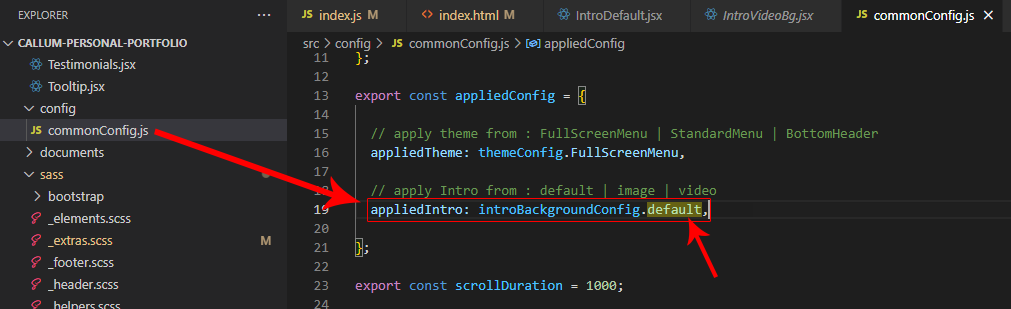 EXPLORER
CALLUM-PERSONAL-PORTFOLIO
Testimonials.jsx
Tooltip.jsx
config
JS commonConfig.js
documents
sass
bootstrap
_elements.scss
_extras.scss M
_footer.scss
_header.scss
_helpers.scss
JS index.js M <> index.html M IntroDefault.jsx IntroVideoBg.jsx JS commonConfig.js
src > config > JS commonConfig.js > appliedConfig
11 };
12
13 export const appliedConfig = {
14
15 // apply theme from : FullScreenMenu | StandardMenu | BottomHeader
16 appliedTheme: themeConfig.FullScreenMenu,
17
18 // apply Intro from : default | image | video
19 appliedIntro: introBackgroundConfig.default,
20
21 };
22
23 export const scrollDuration = 1000;
24